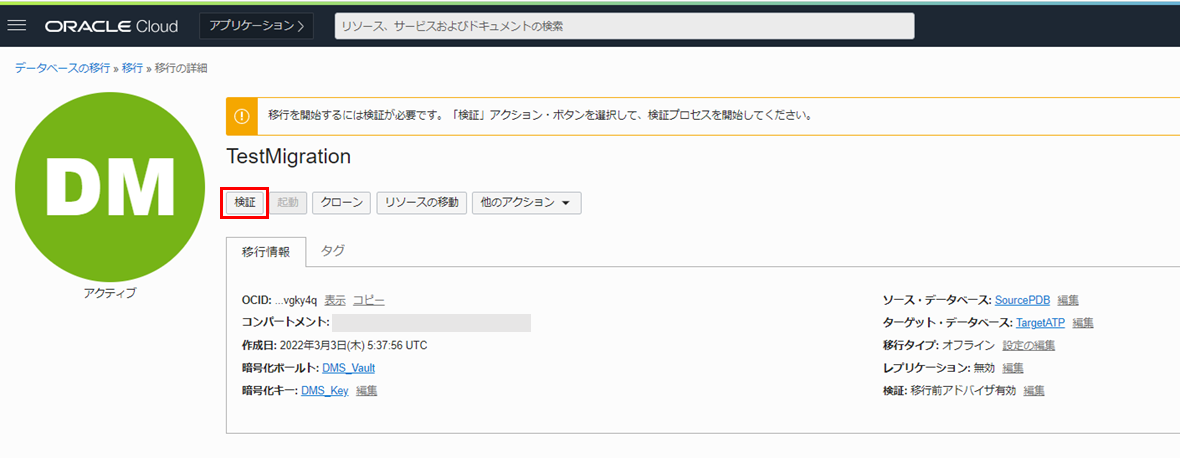 ORACLE Cloud アプリケーション > リソース、サービスおよびドキュメントの検索
データベースの移行 » 移行 » 移行の詳細
DM
アクティブ
移行を開始するには検証が必要です。「検証」アクション・ボタンを選択して、検証プロセスを開始してください。
TestMigration
検証 起動 クローン リソースの移動 他のアクション
移行情報 タグ
OCID: ...vgky4q 表示 コピー
コンパートメント:
作成日: 2022年3月3日(木) 5:37:56 UTC
暗号化ボールト: DMS_Vault
暗号化キー: DMS_Key 編集
ソース・データベース: SourcePDB 編集
ターゲット・データベース: TargetATP 編集
移行タイプ: オフライン 設定の編集
レプリケーション: 無効 編集
検証: 移行前アドバイザ有効 編集